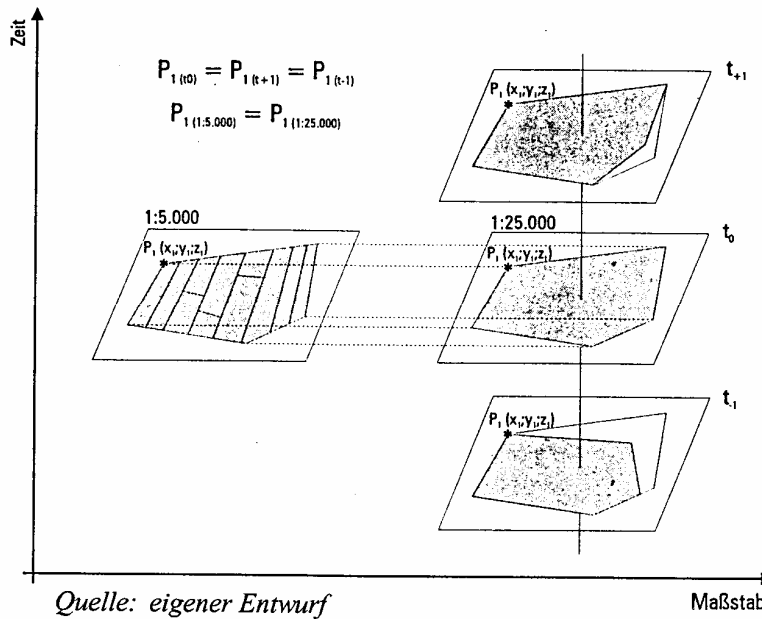 Zeit
P1 (t0) = P1 (t+1) = P1 (t-1)
P1 (1:5.000) = P1 (1:25.000)
t+1
P1 (x1;y1;z1)
1:5.000
P1 (x1;y1;z1)
1:25.000
t0
P1 (x1;y1;z1)
t-1
P1 (x1;y1;z1)
Quelle: eigener Entwurf
Maßstab